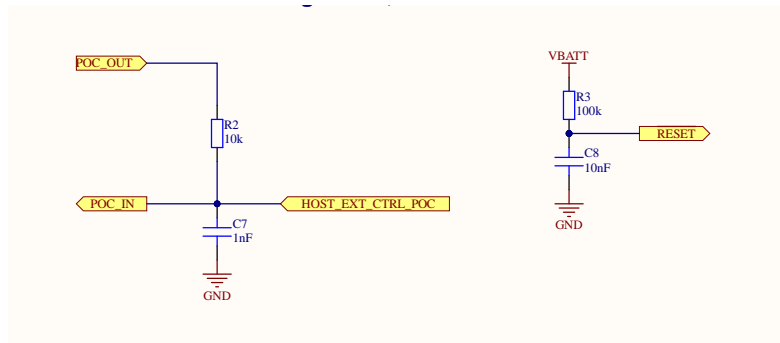 POC_OUT
VBATT
R2
10k
R3
100k
RESET
C8
10nF
POC_IN
HOST_EXT_CTRL_POC
C7
1nF
GND
GND